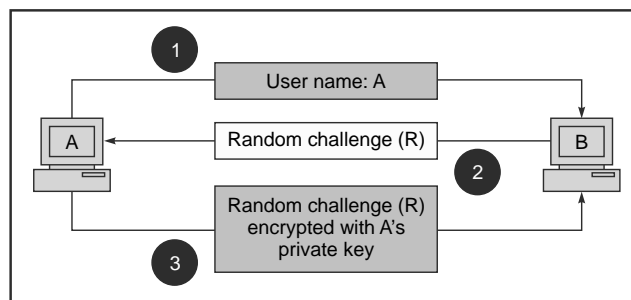 1
User name: A
A
Random challenge (R)
B
2
Random challenge (R)
encrypted with A's
private key
3